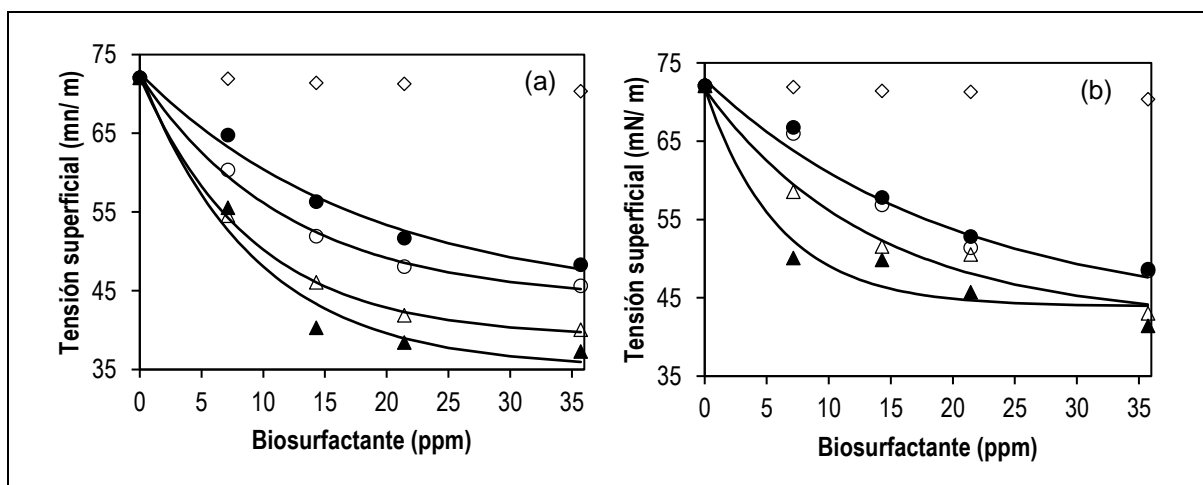 (a)
Tensión superficial (mn/ m)
75
65
55
45
35
0 5 10 15 20 25 30 35
Biosurfactante (ppm)
(b)
Tensión superficial (mN/ m)
75
65
55
45
35
0 5 10 15 20 25 30 35
Biosurfactante (ppm)